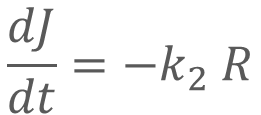 dJ/dt = −k₂ R